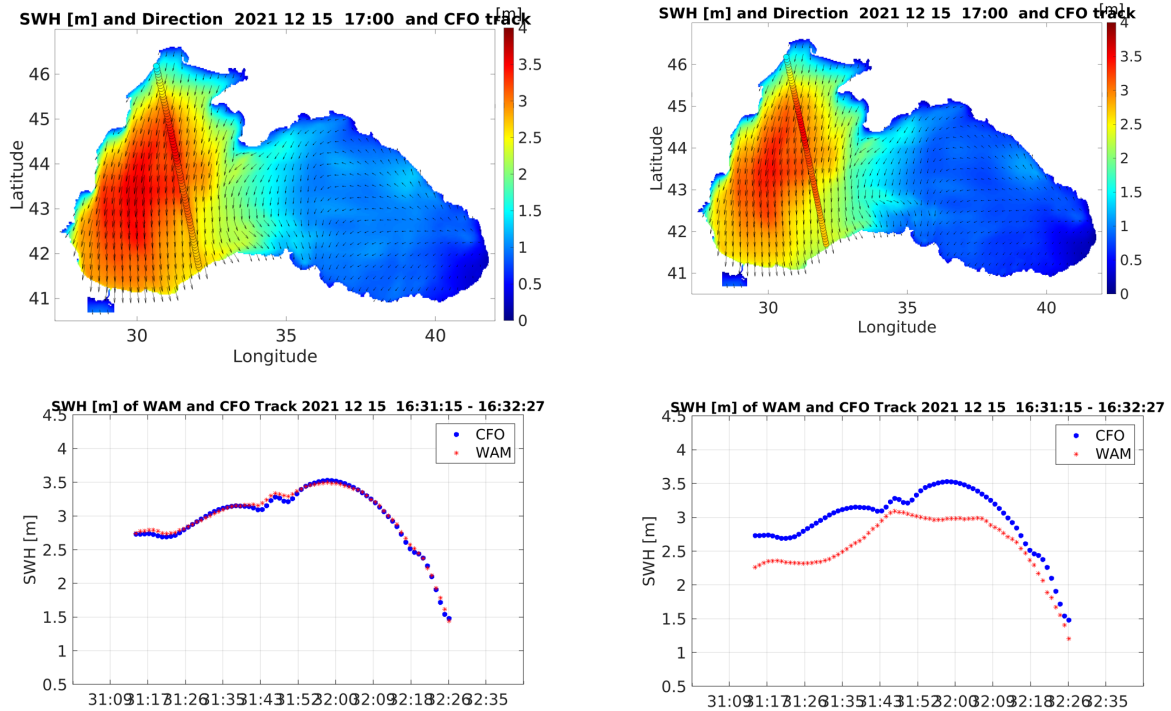 SWH [m] and Direction 2021 12 15 17:00 and CFO track
[m]
4
3.5
3
2.5
2
1.5
1
0.5
0
46
45
44
43
42
41
Latitude
30 35 40
Longitude
SWH [m] and Direction 2021 12 15 17:00 and CFO track
[m]
4
3.5
3
2.5
2
1.5
1
0.5
0
46
45
44
43
42
41
Latitude
30 35 40
Longitude
SWH [m] of WAM and CFO Track 2021 12 15 16:31:15 - 16:32:27
4.5
4
3.5
3
2.5
2
1.5
1
0.5
SWH [m]
CFO
WAM
31:09 31:17 31:26 31:35 31:43 31:52 32:00 32:09 32:18 32:26 32:35
SWH [m] of WAM and CFO Track 2021 12 15 16:31:15 - 16:32:27
4.5
4
3.5
3
2.5
2
1.5
1
0.5
SWH [m]
CFO
WAM
31:09 31:17 31:26 31:35 31:43 31:52 32:00 32:09 32:18 32:26 32:35